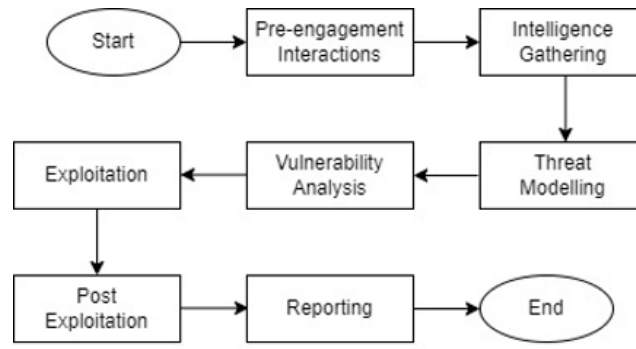 Start
Pre-engagement
Interactions
Intelligence
Gathering
Threat
Modelling
Vulnerability
Analysis
Exploitation
Post
Exploitation
Reporting
End